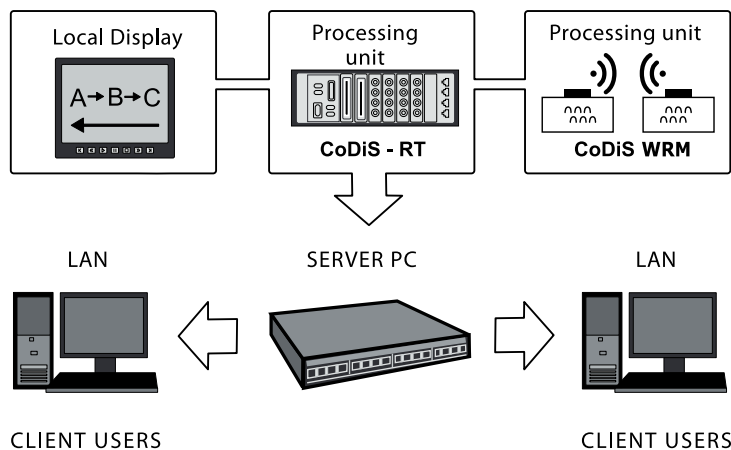 Local Display
A→B→C
Processing
unit
CoDiS - RT
Processing unit
CoDiS WRM
LAN
SERVER PC
LAN
CLIENT USERS
CLIENT USERS